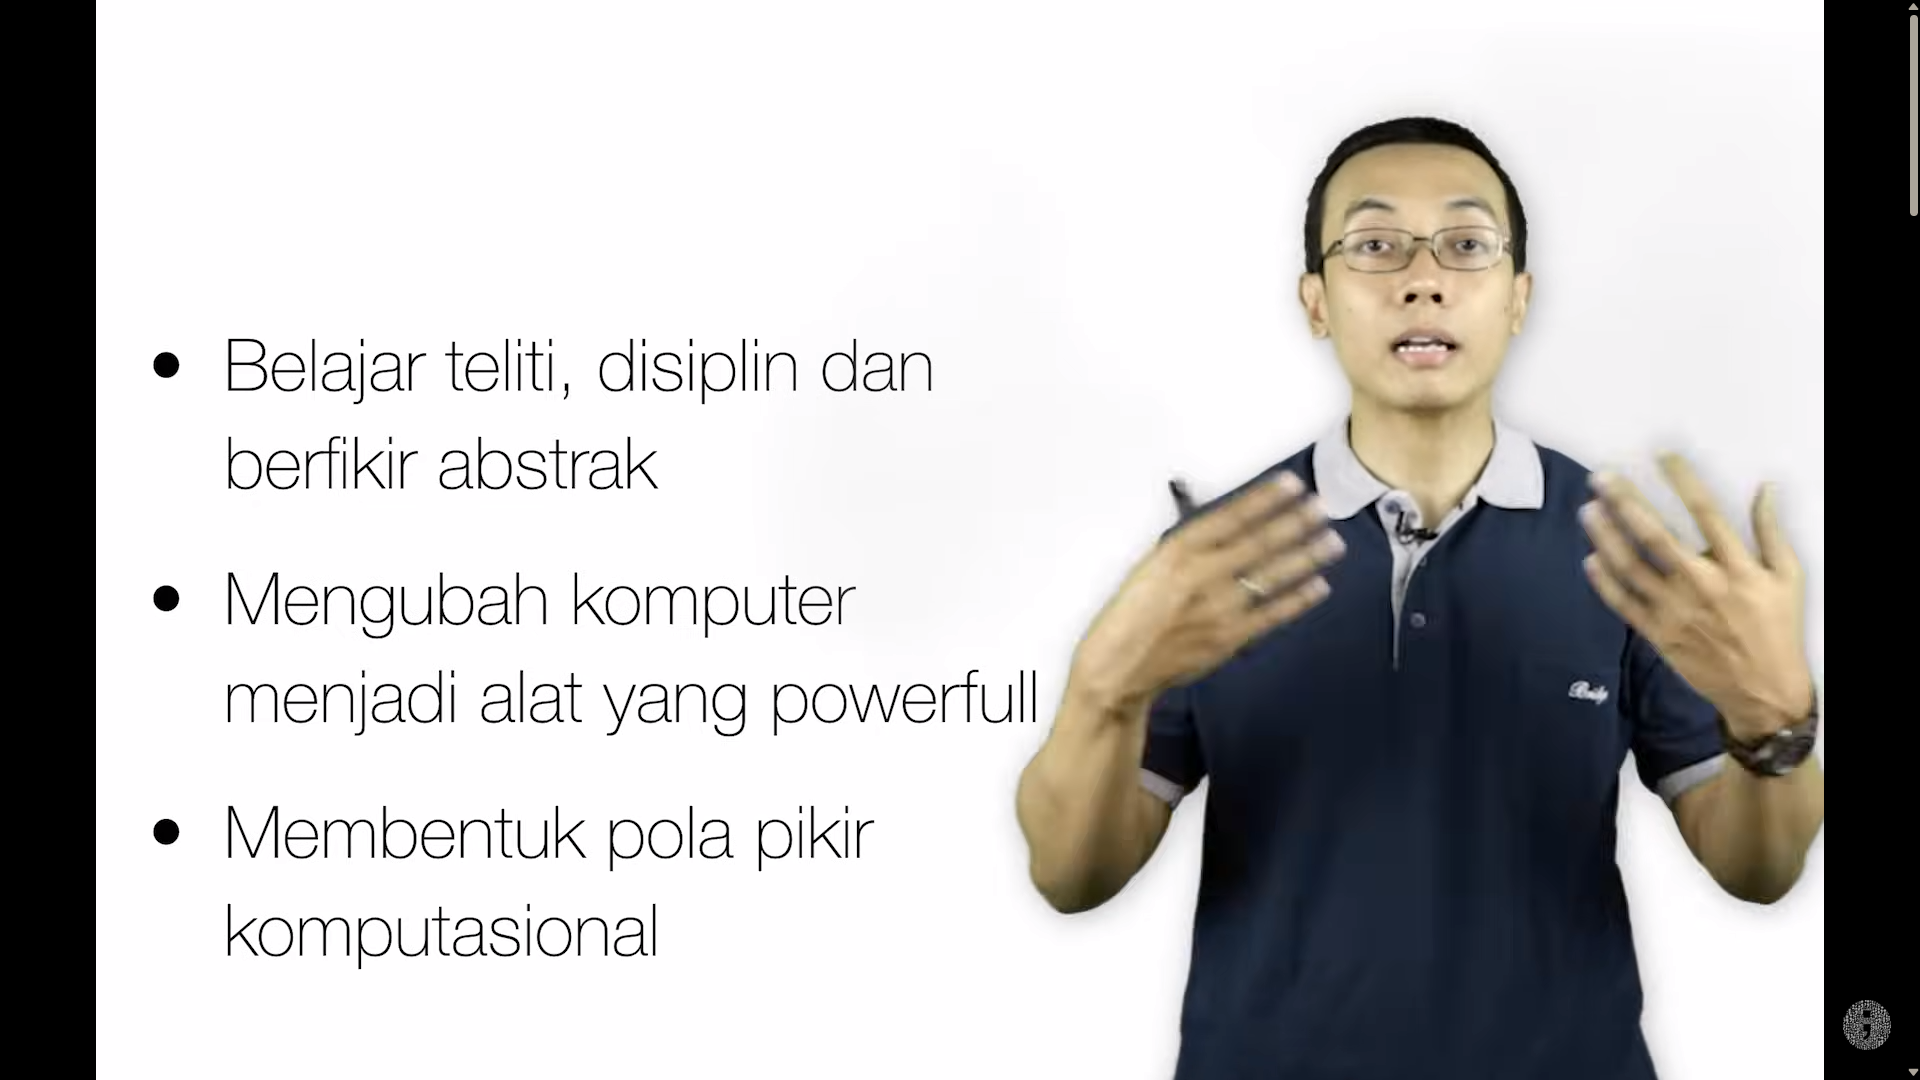 • Belajar teliti, disiplin dan
berfikir abstrak
• Mengubah komputer
menjadi alat yang powerfull
• Membentuk pola pikir
komputasional